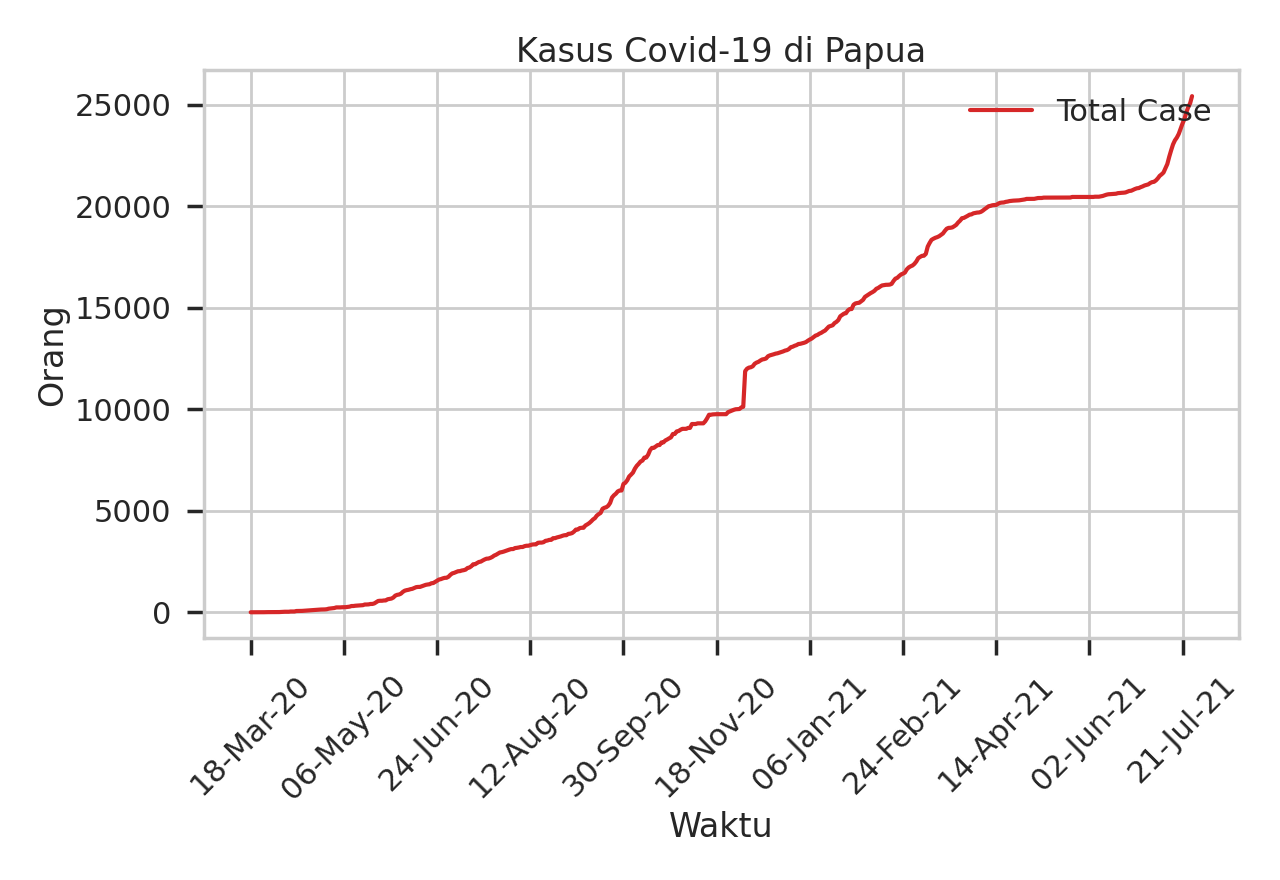 Kasus Covid-19 di Papua
Total Case
25000
20000
15000
10000
5000
0
Orang
18-Mar-20
06-May-20
24-Jun-20
12-Aug-20
30-Sep-20
18-Nov-20
06-Jan-21
24-Feb-21
14-Apr-21
02-Jun-21
21-Jul-21
Waktu